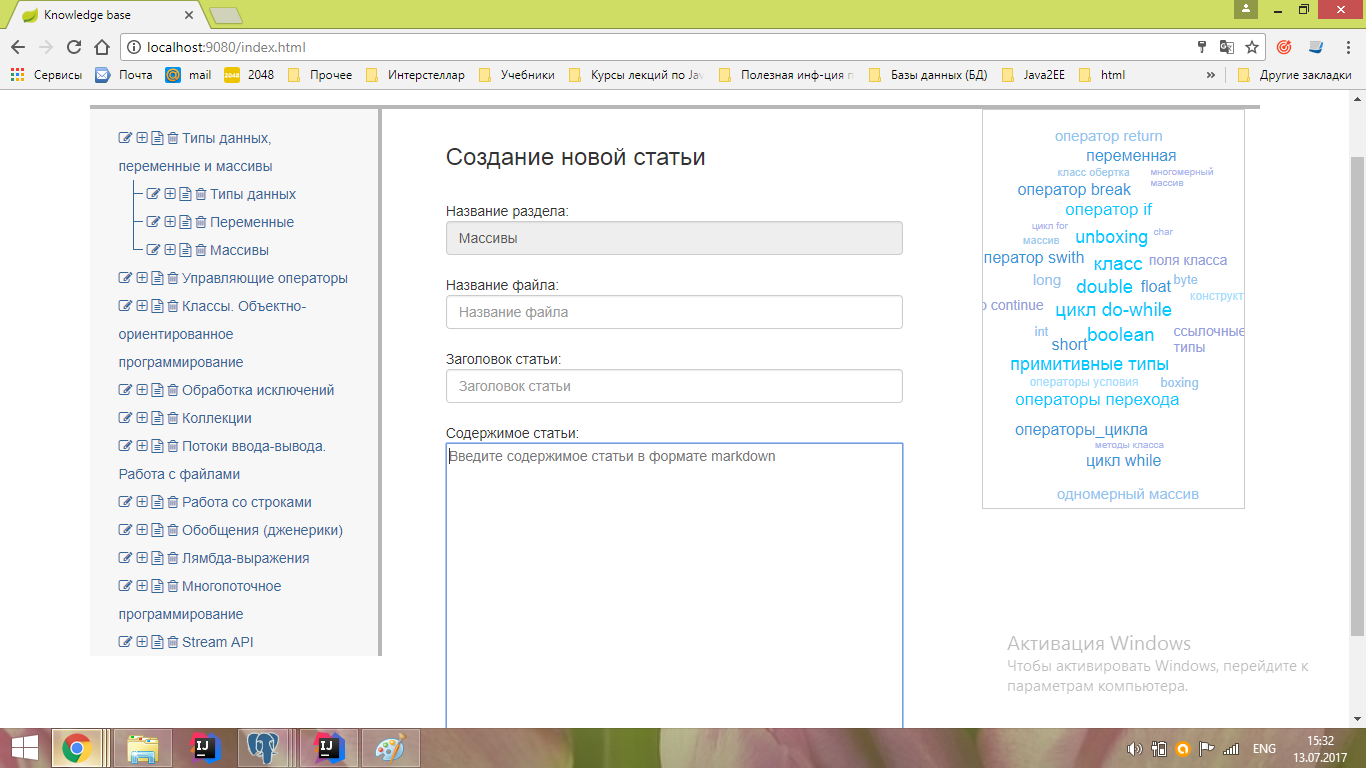 Knowledge base
localhost:9080/index.html
Сервисы Почта mail 2048 2048 Прочее Интерстеллар Учебники Курсы лекций по Jav Полезная инф-ция п Базы данных (БД) Java2EE html » Другие закладки
Типы данных,
переменные и массивы
Типы данных
Переменные
Массивы
Управляющие операторы
Классы. Объектно-
ориентированное
программирование
Обработка исключений
Коллекции
Потоки ввода-вывода.
Работа с файлами
Работа со строками
Обобщения (дженерики)
Лямбда-выражения
Многопоточное
программирование
Stream API
Создание новой статьи
Название раздела:
Массивы
Название файла:
Название файла
Заголовок статьи:
Заголовок статьи
Содержимое статьи:
Введите содержимое статьи в формате markdown
оператор return
переменная
класс обертка
многомерный
массив
оператор break
оператор if
цикл for
массив
unboxing
char
ператор swith
класс
поля класса
long
double
float
byte
конструкт
о continue
цикл do-while
int
short
boolean
ссылочные
типы
примитивные типы
операторы условия
boxing
операторы перехода
операторы_цикла
методы класса
цикл while
одномерный массив
Активация Windows
Чтобы активировать Windows, перейдите к
параметрам компьютера.
IJ
IJ
ENG
15:32
13.07.2017